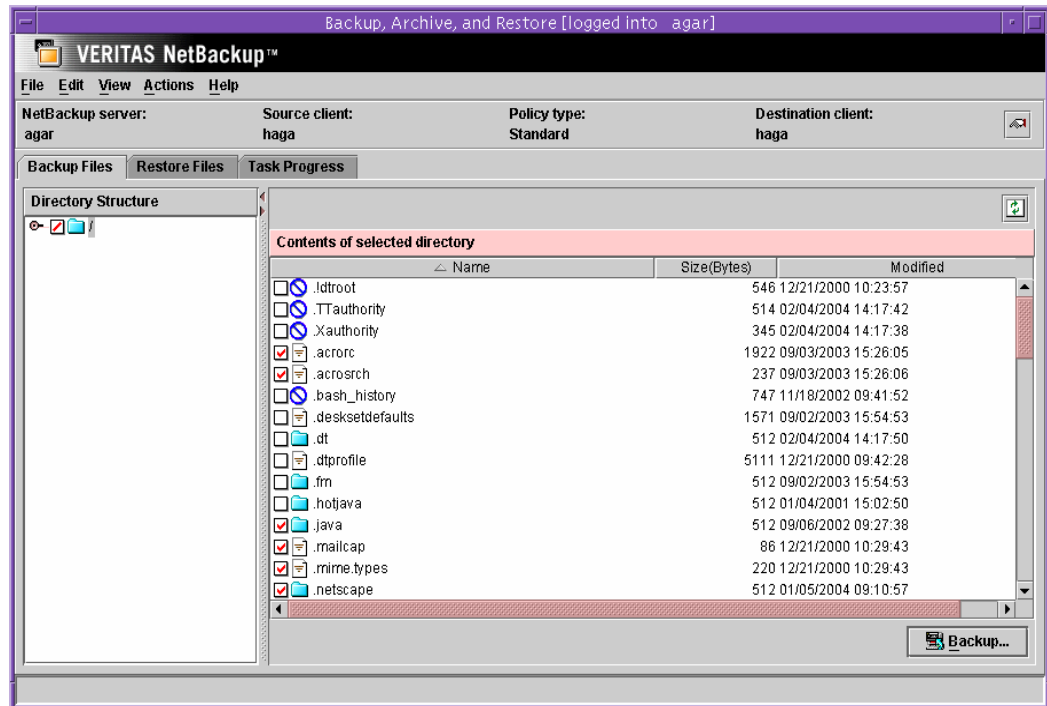 Backup, Archive, and Restore [logged into agar]
VERITAS NetBackup™
File Edit View Actions Help
NetBackup server: Source client: Policy type: Destination client:
agar haga Standard haga
Backup Files Restore Files Task Progress
Directory Structure
/
Contents of selected directory
Name Size(Bytes) Modified
.!dtroot 546 12/21/2000 10:23:57
.TTauthority 514 02/04/2004 14:17:42
.Xauthority 345 02/04/2004 14:17:38
.acrorc 1922 09/03/2003 15:26:05
.acrosrch 237 09/03/2003 15:26:06
.bash_history 747 11/18/2002 09:41:52
.desksetdefaults 1571 09/02/2003 15:54:53
.dt 512 02/04/2004 14:17:50
.dtprofile 5111 12/21/2000 09:42:28
.fm 512 09/02/2003 15:54:53
.hotjava 512 01/04/2001 15:02:50
.java 512 09/06/2002 09:27:38
.mailcap 86 12/21/2000 10:29:43
.mime.types 220 12/21/2000 10:29:43
.netscape 512 01/05/2004 09:10:57
Backup...